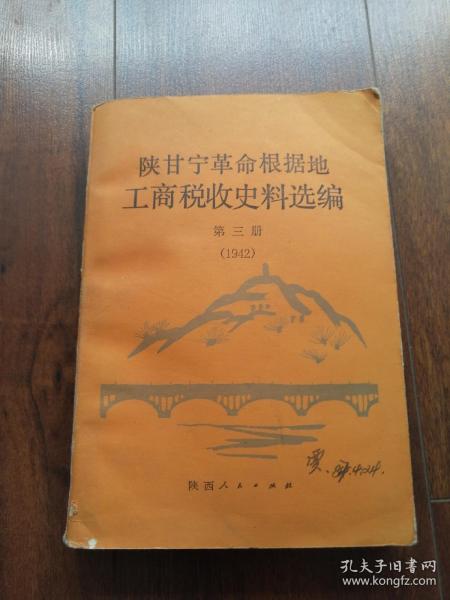 陕甘宁革命根据地
工商税收史料选编
第三册
(1942)
陕西人民出版社
孔夫子旧书网
www.kongfz.com